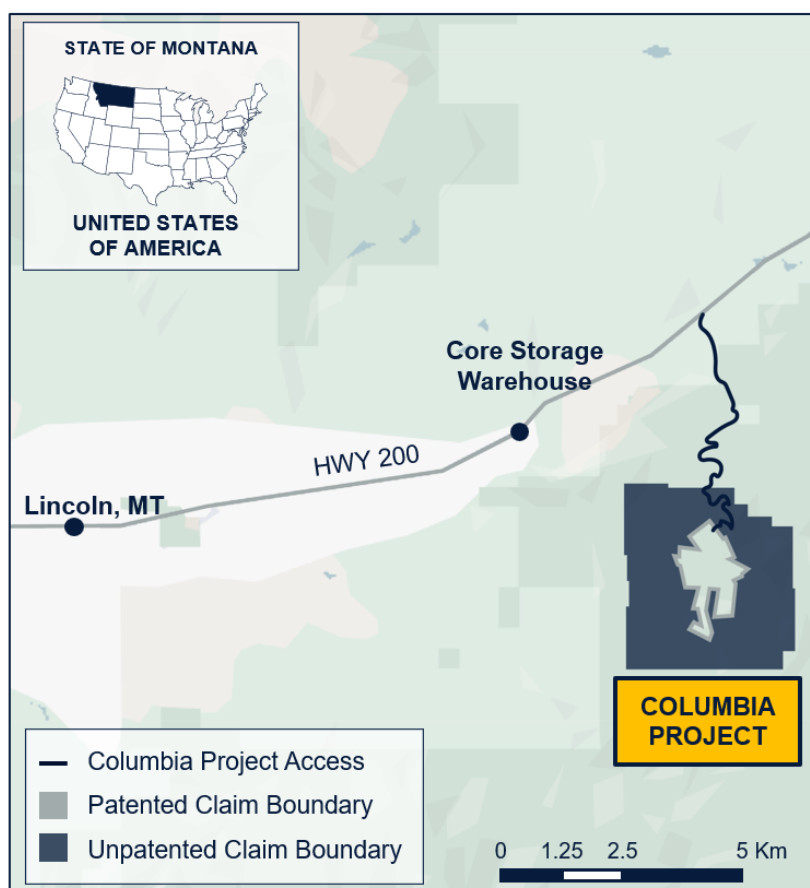 STATE OF MONTANA
UNITED STATES
OF AMERICA
Core Storage
Warehouse
HWY 200
Lincoln, MT
COLUMBIA
PROJECT
Columbia Project Access
Patented Claim Boundary
Unpatented Claim Boundary
0 1.25 2.5 5 Km